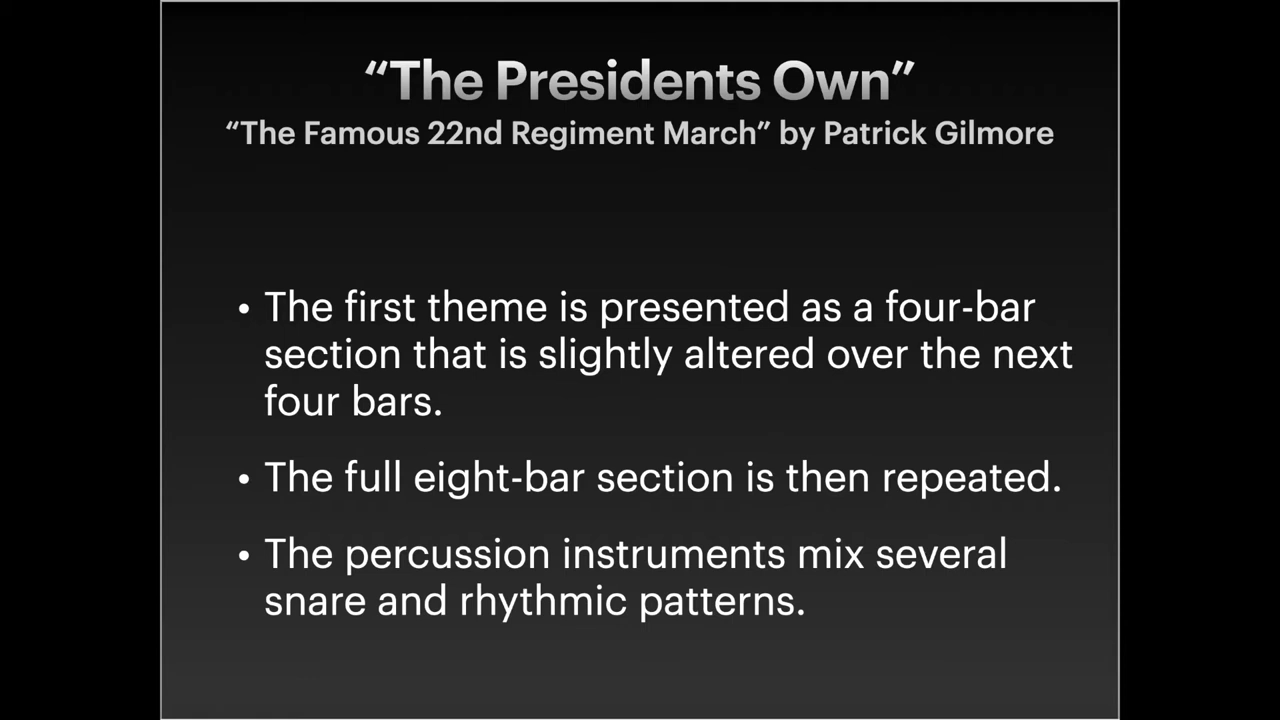 “The Presidents Own”
“The Famous 22nd Regiment March” by Patrick Gilmore
• The first theme is presented as a four-bar
section that is slightly altered over the next
four bars.
• The full eight-bar section is then repeated.
• The percussion instruments mix several
snare and rhythmic patterns.